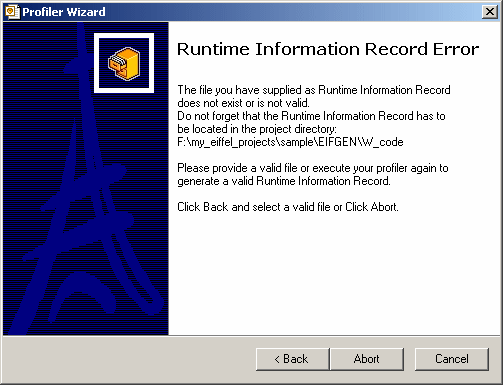 Profiler Wizard
Runtime Information Record Error
The file you have supplied as Runtime Information Record
does not exist or is not valid.
Do not forget that the Runtime Information Record has to
be located in the project directory:
F:\my_eiffel_projects\sample\EIFGEN\W_code
Please provide a valid file or execute your profiler again to
generate a valid Runtime Information Record.
Click Back and select a valid file or Click Abort.
< Back Abort Cancel